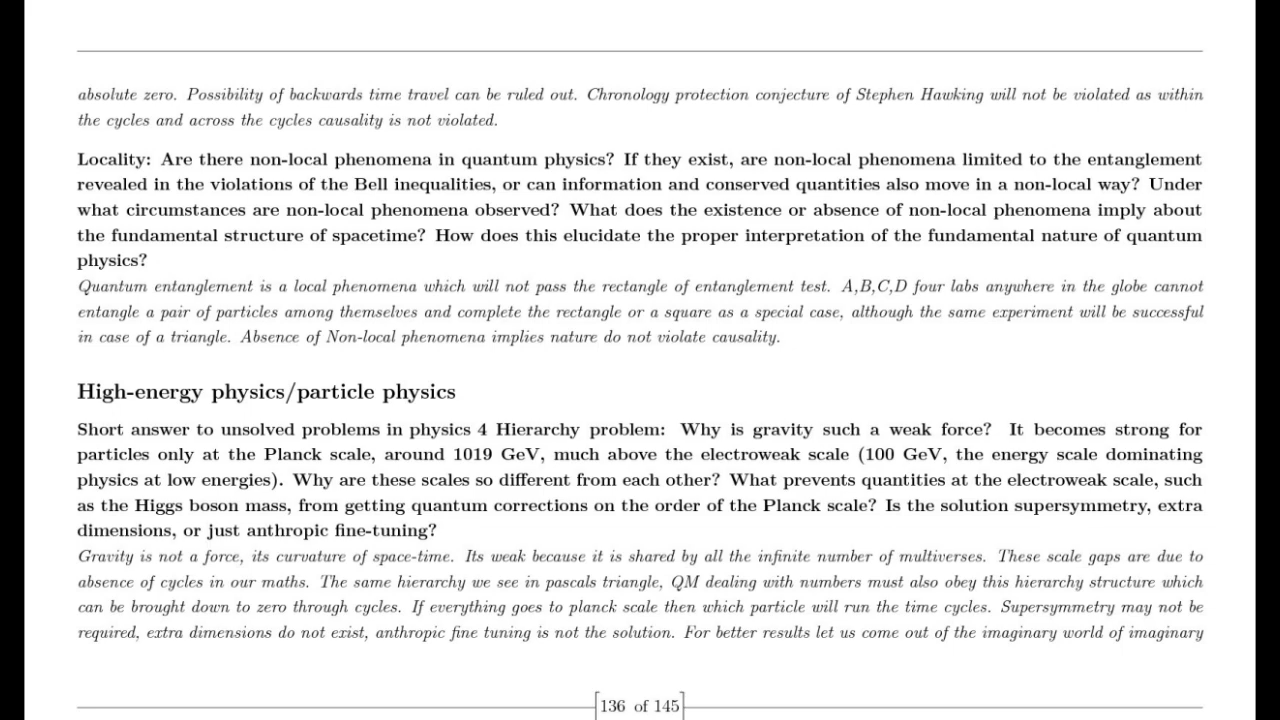 absolute zero. Possibility of backwards time travel can be ruled out. Chronology protection conjecture of Stephen Hawking will not be violated as within
the cycles and across the cycles causality is not violated.
Locality: Are there non-local phenomena in quantum physics? If they exist, are non-local phenomena limited to the entanglement
revealed in the violations of the Bell inequalities, or can information and conserved quantities also move in a non-local way? Under
what circumstances are non-local phenomena observed? What does the existence or absence of non-local phenomena imply about
the fundamental structure of spacetime? How does this elucidate the proper interpretation of the fundamental nature of quantum
physics?
Quantum entanglement is a local phenomena which will not pass the rectangle of entanglement test. A,B,C,D four labs anywhere in the globe cannot
entangle a pair of particles among themselves and complete the rectangle or a square as a special case, although the same experiment will be successful
in case of a triangle. Absence of Non-local phenomena implies nature do not violate causality.
High-energy physics/particle physics
Short answer to unsolved problems in physics 4 Hierarchy problem: Why is gravity such a weak force? It becomes strong for
particles only at the Planck scale, around 1019 GeV, much above the electroweak scale (100 GeV, the energy scale dominating
physics at low energies). Why are these scales so different from each other? What prevents quantities at the electroweak scale, such
as the Higgs boson mass, from getting quantum corrections on the order of the Planck scale? Is the solution supersymmetry, extra
dimensions, or just anthropic fine-tuning?
Gravity is not a force, its curvature of space-time. Its weak because it is shared by all the infinite number of multiverses. These scale gaps are due to
absence of cycles in our maths. The same hierarchy we see in pascals triangle, QM dealing with numbers must also obey this hierarchy structure which
can be brought down to zero through cycles. If everything goes to planck scale then which particle will run the time cycles. Supersymmetry may not be
required, extra dimensions do not exist, anthropic fine tuning is not the solution. For better results let us come out of the imaginary world of imaginary
136 of 145